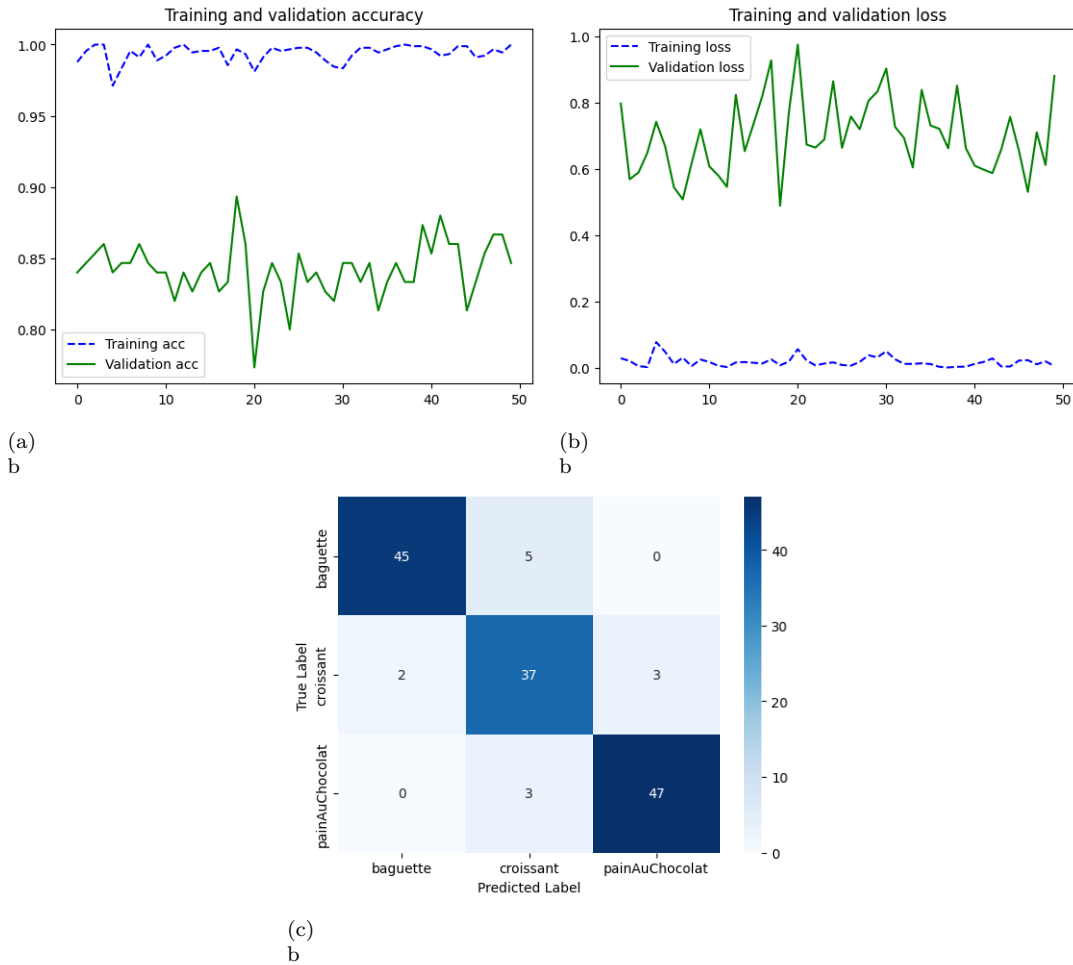 Training and validation accuracy
1.00
0.95
0.90
0.85
0.80
Training acc
Validation acc
0 10 20 30 40 50
(a)
b
Training and validation loss
1.0
0.8
0.6
0.4
0.2
0.0
Training loss
Validation loss
0 10 20 30 40 50
(b)
b
True Label
baguette
croissant
painAuChocolat
45 5 0
2 37 3
0 3 47
baguette croissant painAuChocolat
Predicted Label
40
30
20
10
0
(c)
b